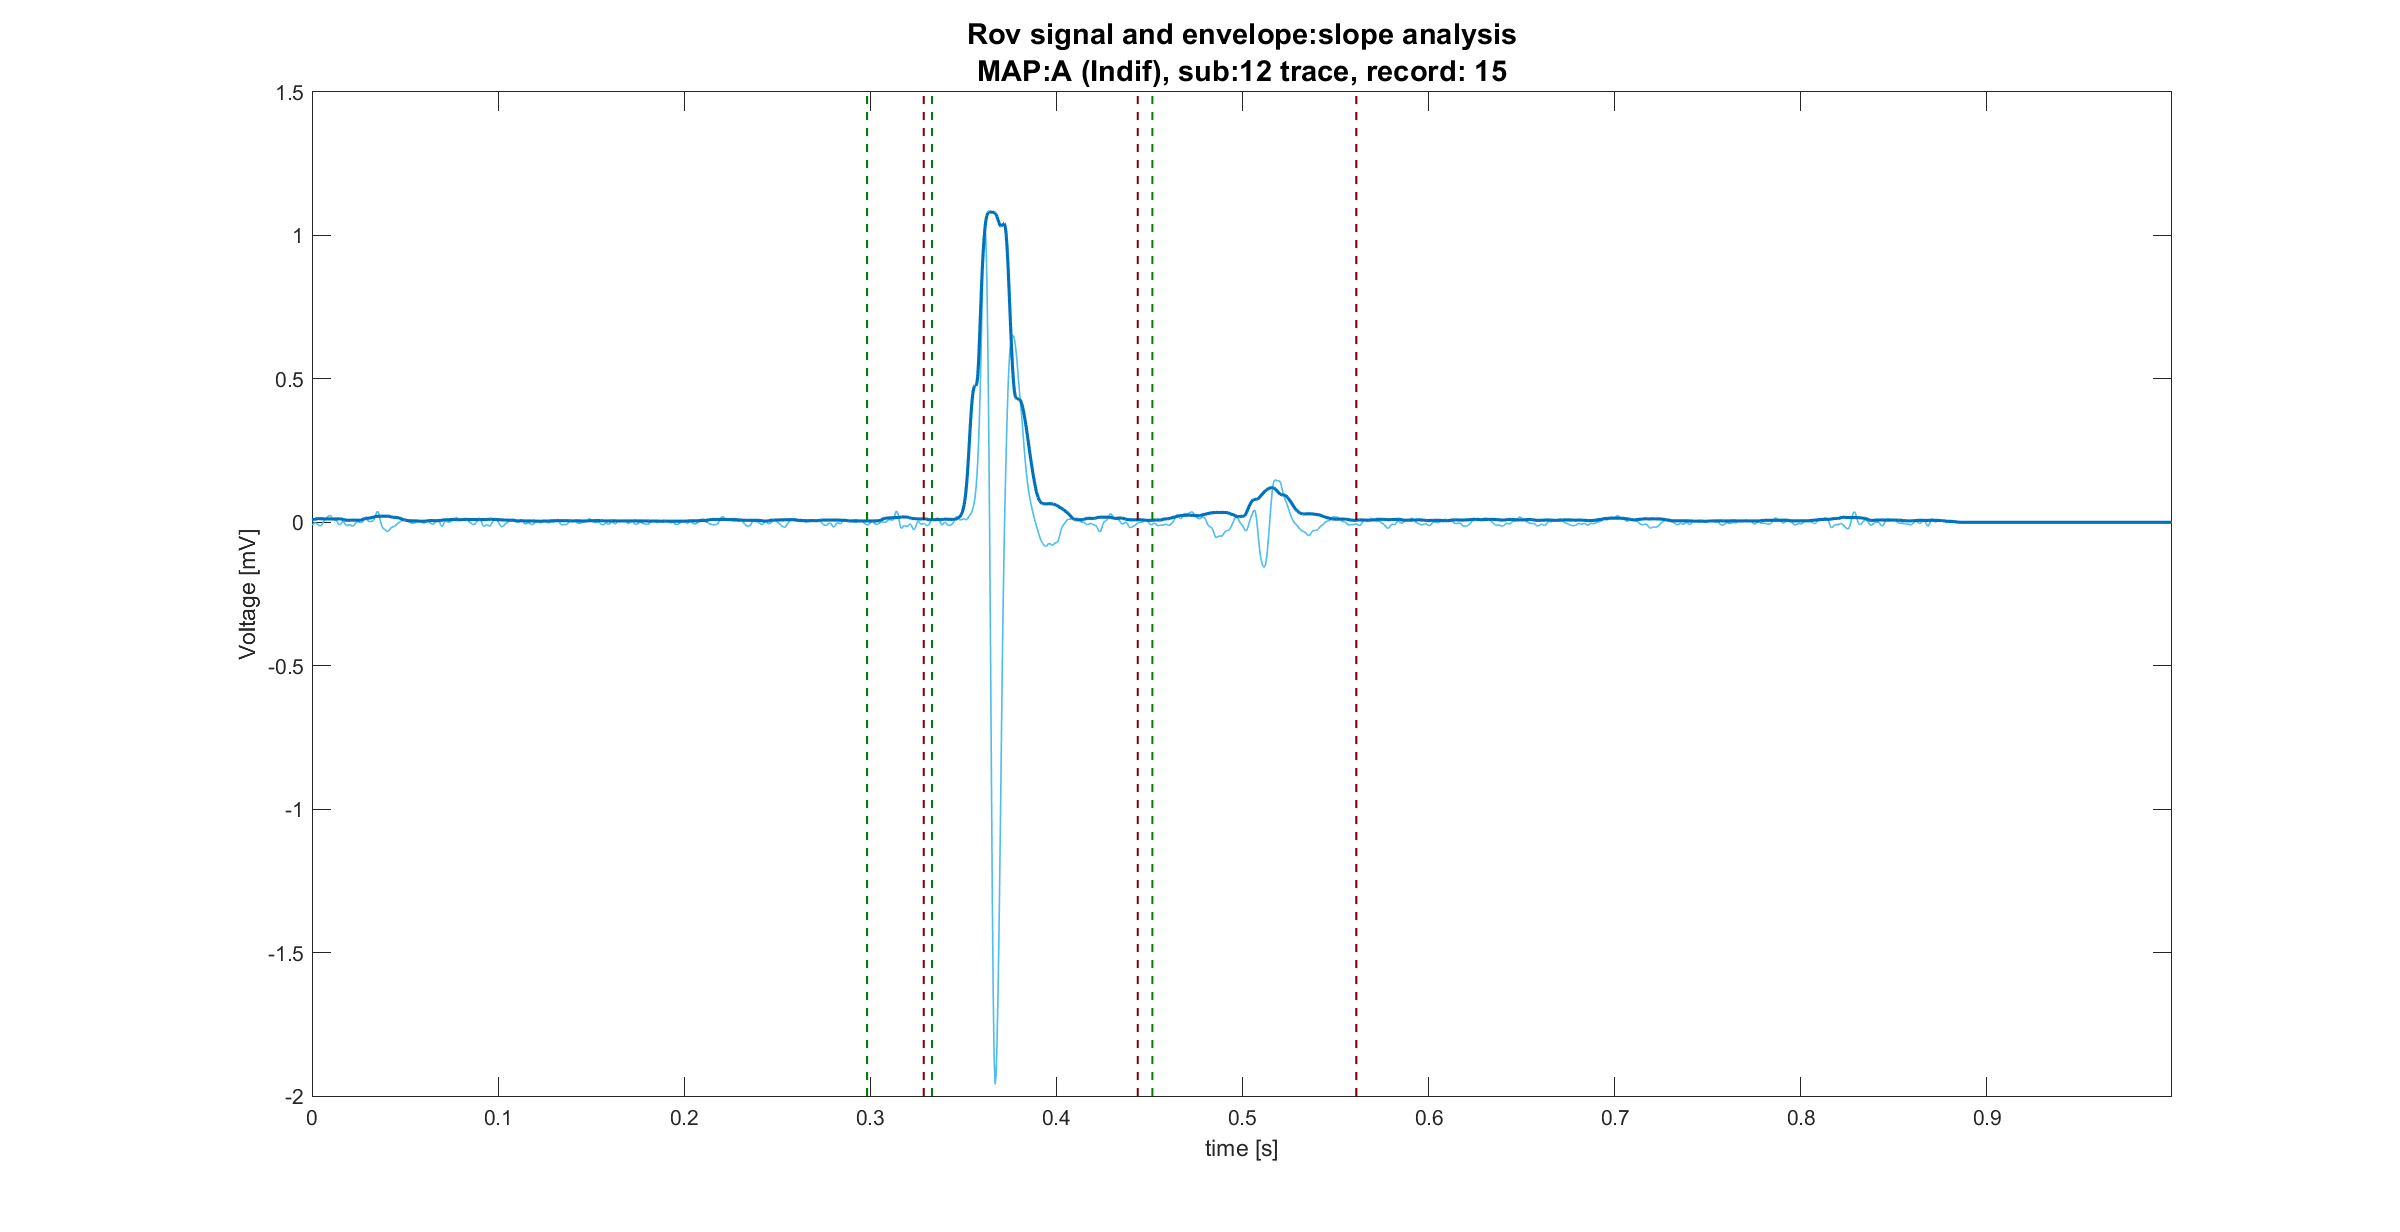 Rov signal and envelope:slope analysis
MAP:A (Indif), sub:12 trace, record: 15
1.5
1
0.5
0
-0.5
-1
-1.5
-2
Voltage [mV]
0 0.1 0.2 0.3 0.4 0.5 0.6 0.7 0.8 0.9
time [s]